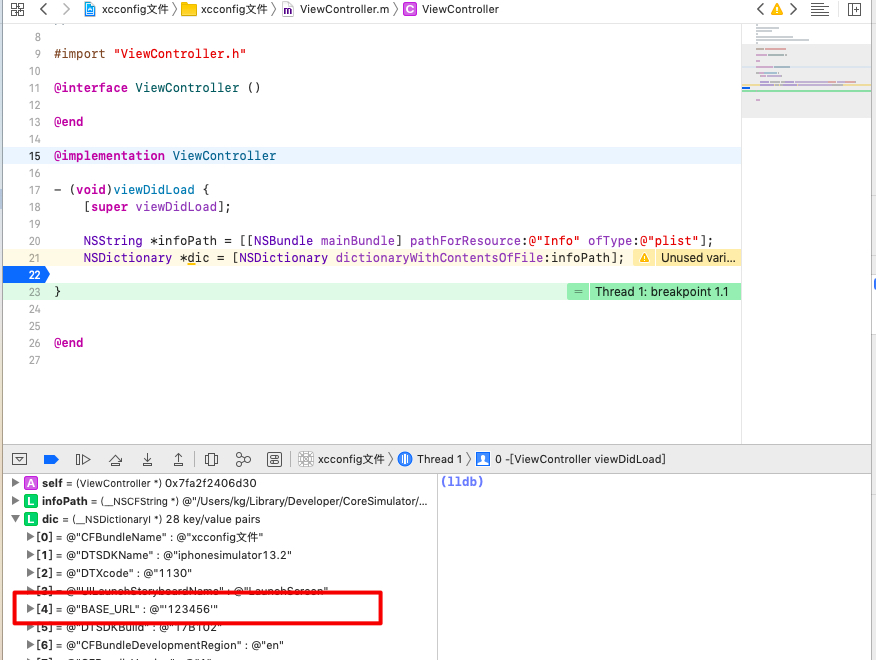 xcconfig文件 xcconfig文件 m ViewController.m C ViewController
8
9 #import "ViewController.h"
10
11 @interface ViewController ()
12
13 @end
14
15 @implementation ViewController
16
17 - (void)viewDidLoad {
18 [super viewDidLoad];
19
20 NSString *infoPath = [[NSBundle mainBundle] pathForResource:@"Info" ofType:@"plist"];
21 NSDictionary *dic = [NSDictionary dictionaryWithContentsOfFile:infoPath]; Unused vari...
22
23 } = Thread 1: breakpoint 1.1
24
25
26 @end
27
xcconfig文件 Thread 1 0 -[ViewController viewDidLoad]
A self = (ViewController *) 0x7fa2f2406d30
L infoPath = (__NSCFString *) @"/Users/kg/Library/Developer/CoreSimulator/...
L dic = (__NSDictionaryI *) 28 key/value pairs
[0] = @"CFBundleName" : @"xcconfig文件"
[1] = @"DTSDKName" : @"iphonesimulator13.2"
[2] = @"DTXcode" : @"1130"
[3] = @"UILaunchStoryboardName" : @"LaunchScreen"
[4] = @"BASE_URL" : @"'123456'"
[5] = @"DTSDKBuild" : @"17B102"
[6] = @"CFBundleDevelopmentRegion" : @"en"
(lldb)